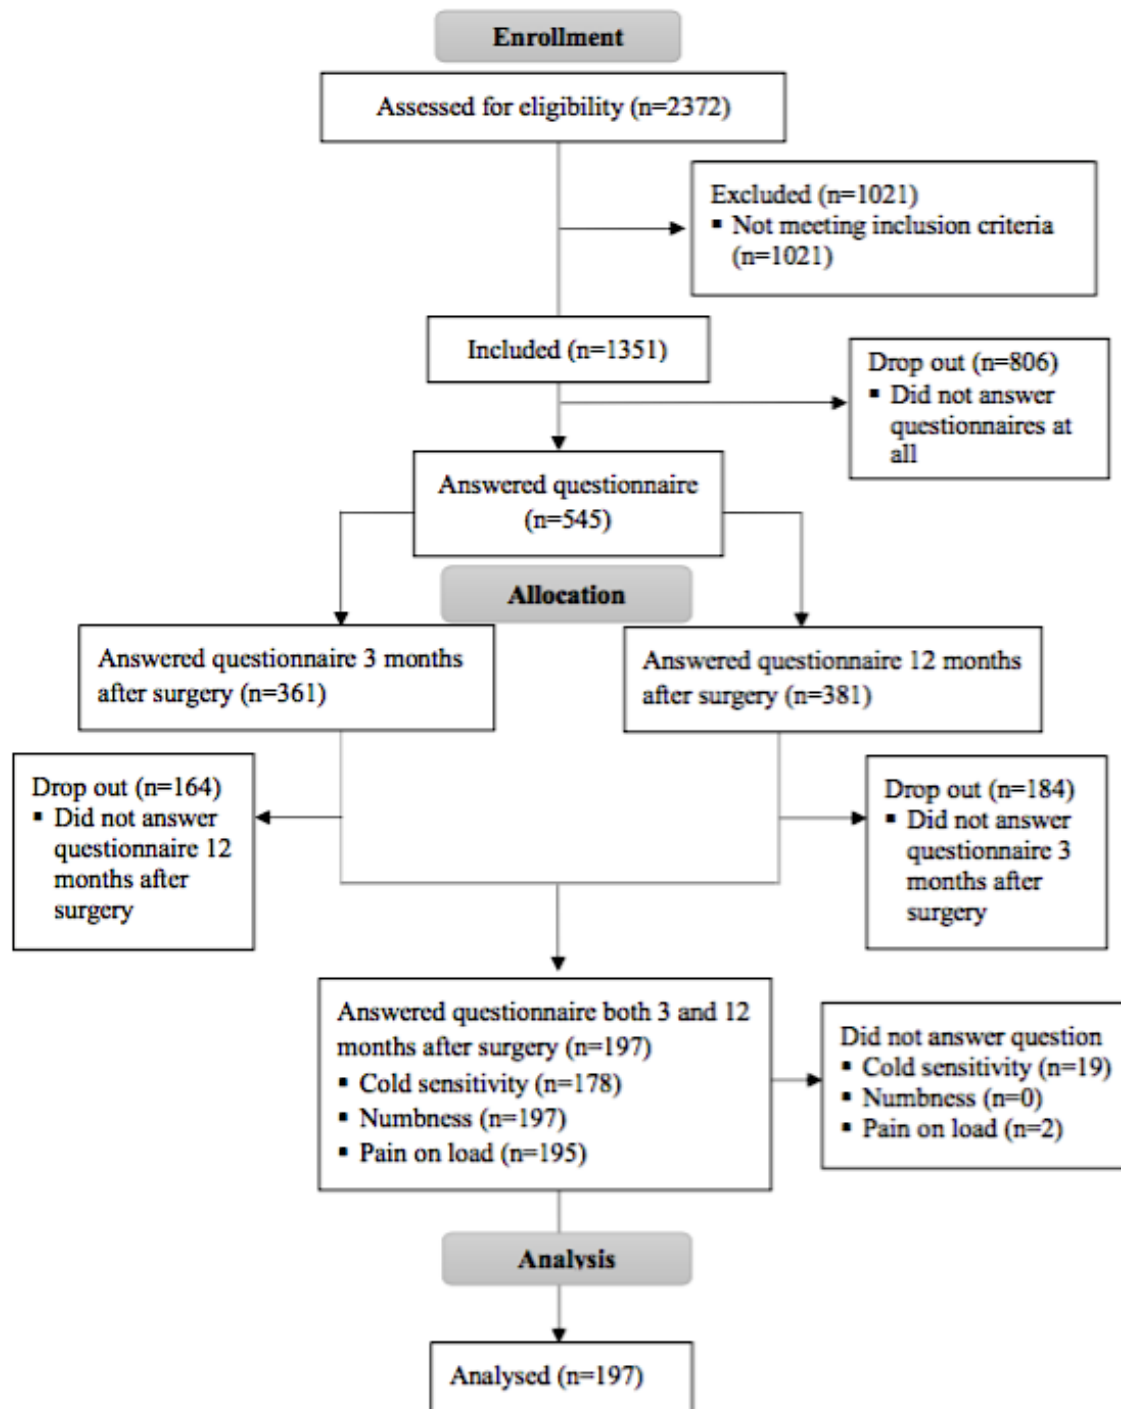 Enrollment
Assessed for eligibility (n=2372)
Excluded (n=1021)
▪ Not meeting inclusion criteria
(n=1021)
Included (n=1351)
Drop out (n=806)
▪ Did not answer
questionnaires at
all
Answered questionnaire
(n=545)
Allocation
Answered questionnaire 3 months
after surgery (n=361)
Answered questionnaire 12 months
after surgery (n=381)
Drop out (n=164)
▪ Did not answer
questionnaire 12
months after
surgery
Drop out (n=184)
▪ Did not answer
questionnaire 3
months after
surgery
Answered questionnaire both 3 and 12
months after surgery (n=197)
▪ Cold sensitivity (n=178)
▪ Numbness (n=197)
▪ Pain on load (n=195)
Did not answer question
▪ Cold sensitivity (n=19)
▪ Numbness (n=0)
▪ Pain on load (n=2)
Analysis
Analysed (n=197)